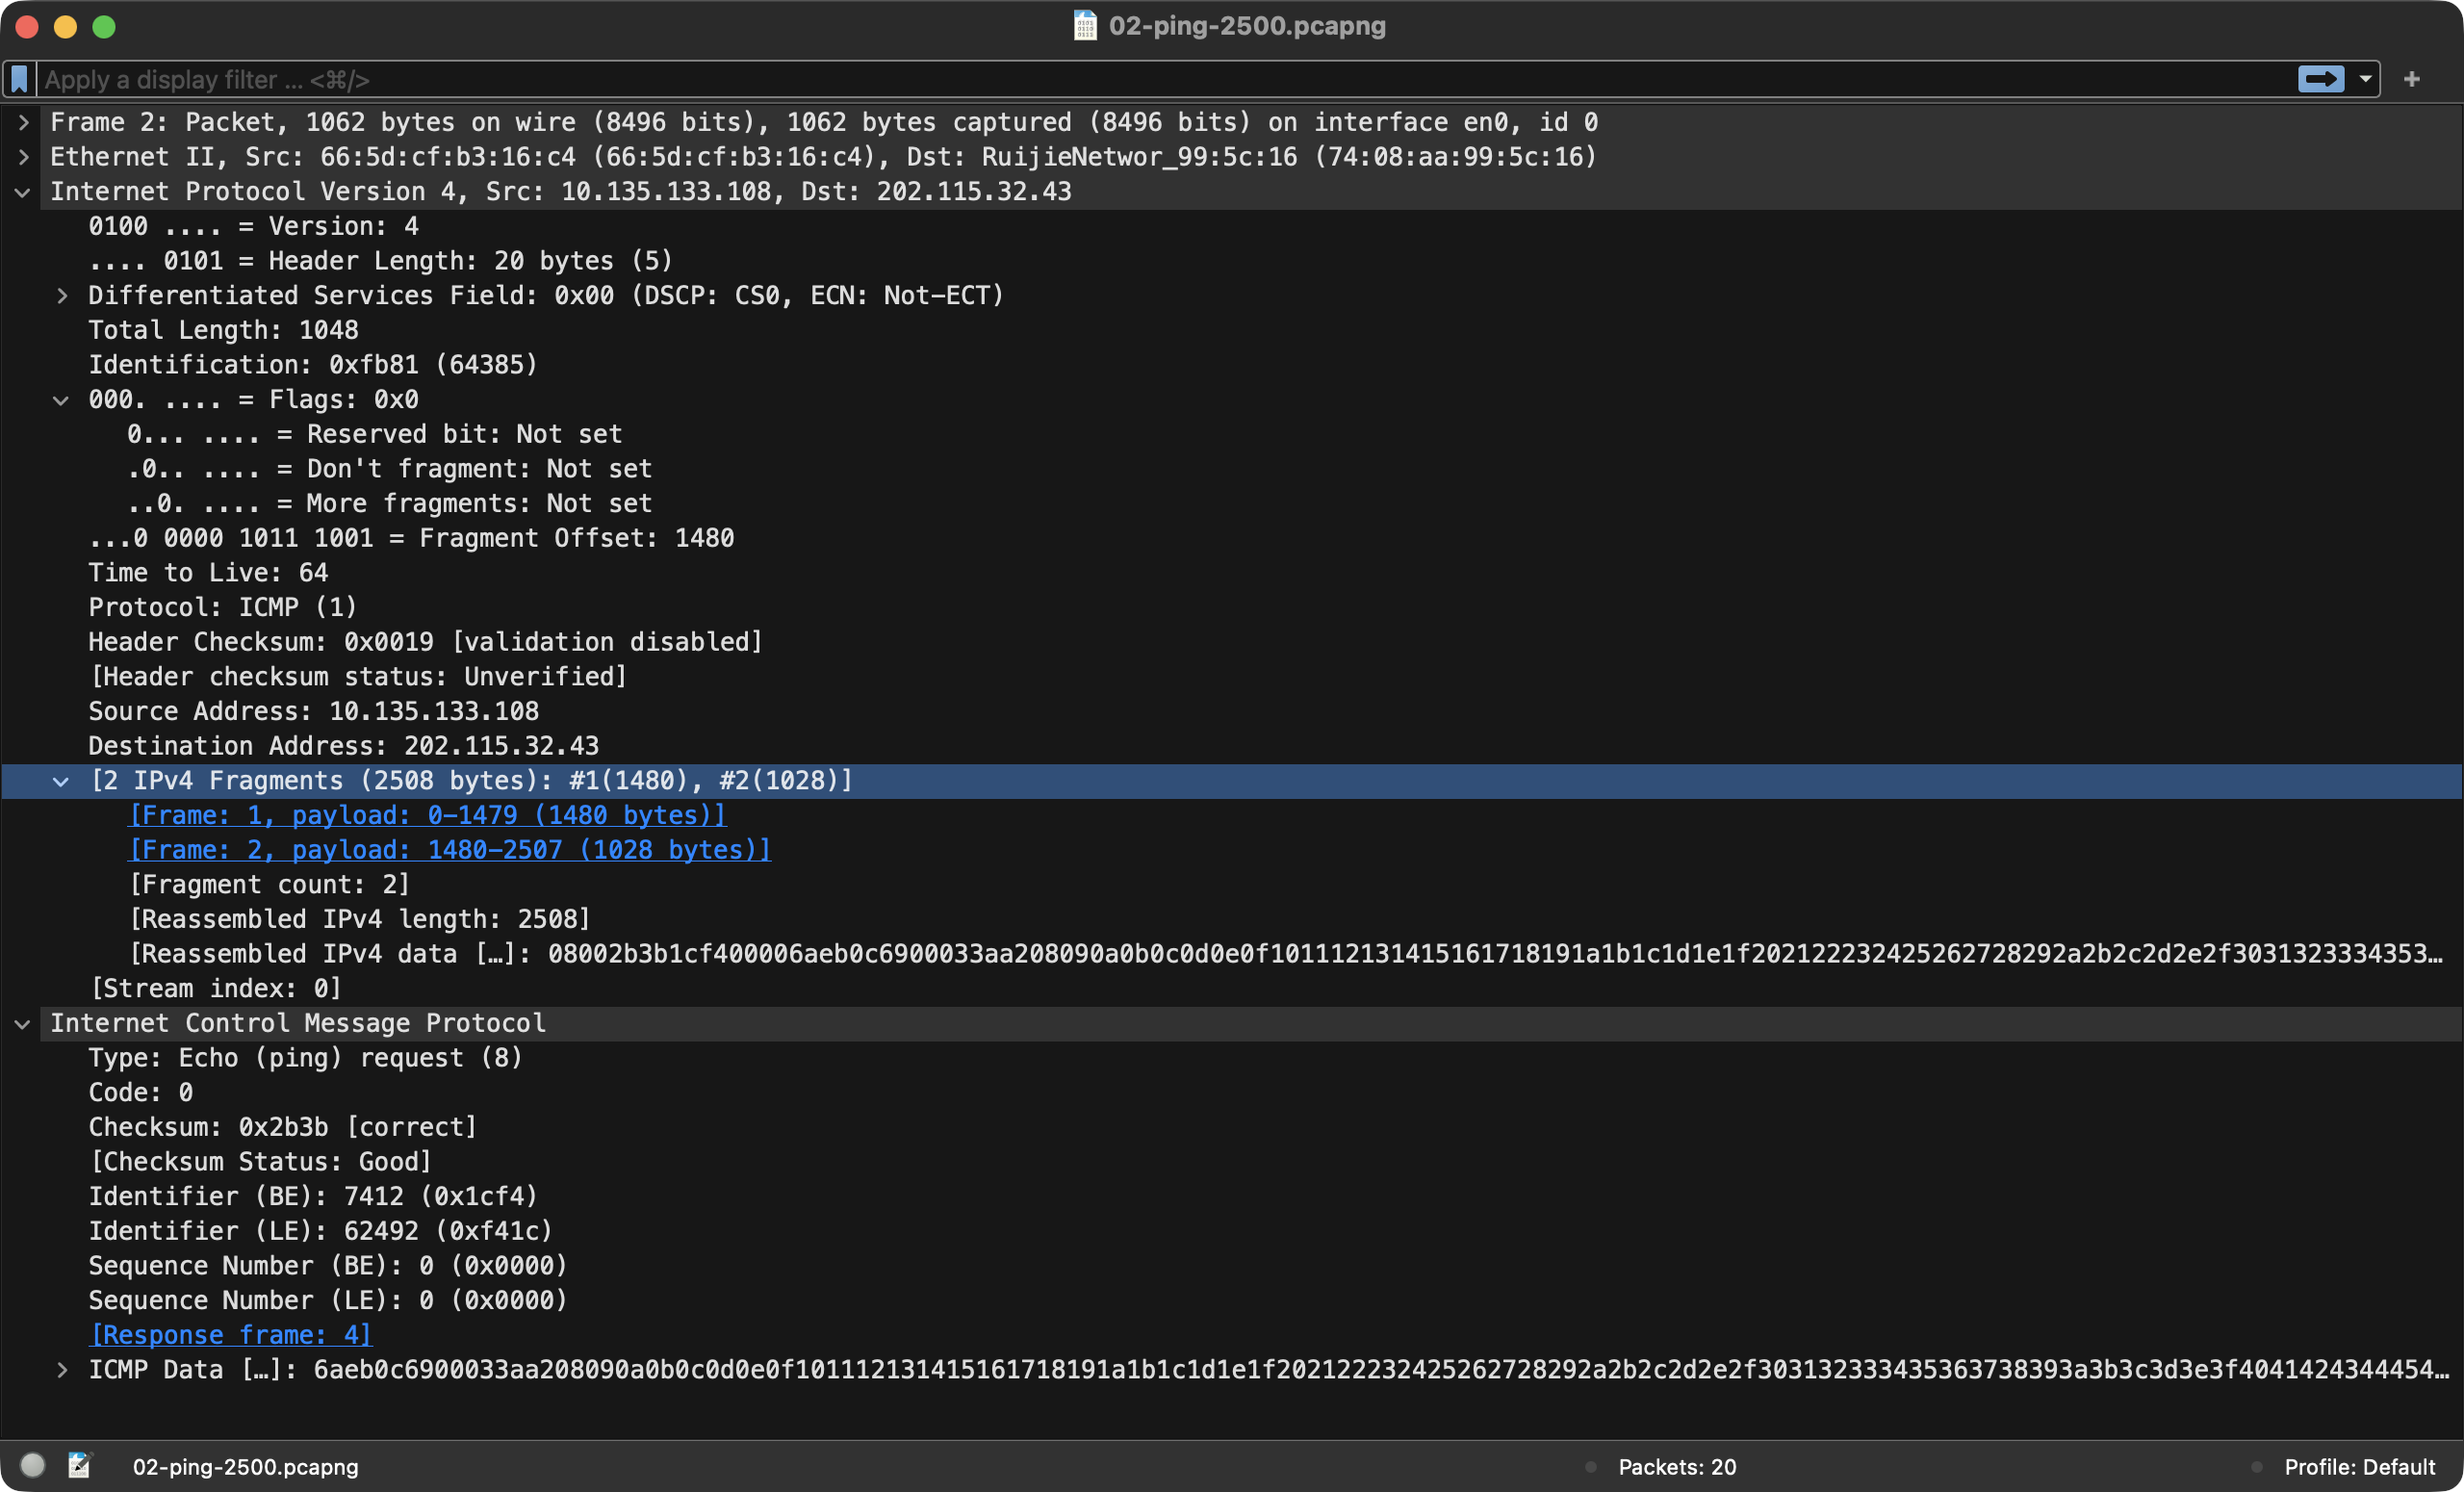 02-ping-2500.pcapng
Apply a display filter ... <⌘/>
Frame 2: Packet, 1062 bytes on wire (8496 bits), 1062 bytes captured (8496 bits) on interface en0, id 0
Ethernet II, Src: 66:5d:cf:b3:16:c4 (66:5d:cf:b3:16:c4), Dst: RuijieNetwor_99:5c:16 (74:08:aa:99:5c:16)
Internet Protocol Version 4, Src: 10.135.133.108, Dst: 202.115.32.43
0100 .... = Version: 4
.... 0101 = Header Length: 20 bytes (5)
Differentiated Services Field: 0x00 (DSCP: CS0, ECN: Not-ECT)
Total Length: 1048
Identification: 0xfb81 (64385)
000. .... = Flags: 0x0
0... .... = Reserved bit: Not set
.0.. .... = Don't fragment: Not set
..0. .... = More fragments: Not set
...0 0000 1011 1001 = Fragment Offset: 1480
Time to Live: 64
Protocol: ICMP (1)
Header Checksum: 0x0019 [validation disabled]
[Header checksum status: Unverified]
Source Address: 10.135.133.108
Destination Address: 202.115.32.43
[2 IPv4 Fragments (2508 bytes): #1(1480), #2(1028)]
[Frame: 1, payload: 0-1479 (1480 bytes)]
[Frame: 2, payload: 1480-2507 (1028 bytes)]
[Fragment count: 2]
[Reassembled IPv4 length: 2508]
[Reassembled IPv4 data […]: 08002b3b1cf400006aeb0c6900033aa208090a0b0c0d0e0f101112131415161718191a1b1c1d1e1f202122232425262728292a2b2c2d2e2f3031323334353…
[Stream index: 0]
Internet Control Message Protocol
Type: Echo (ping) request (8)
Code: 0
Checksum: 0x2b3b [correct]
[Checksum Status: Good]
Identifier (BE): 7412 (0x1cf4)
Identifier (LE): 62492 (0xf41c)
Sequence Number (BE): 0 (0x0000)
Sequence Number (LE): 0 (0x0000)
[Response frame: 4]
ICMP Data […]: 6aeb0c6900033aa208090a0b0c0d0e0f101112131415161718191a1b1c1d1e1f202122232425262728292a2b2c2d2e2f303132333435363738393a3b3c3d3e3f4041424344454…
02-ping-2500.pcapng
Packets: 20
Profile: Default